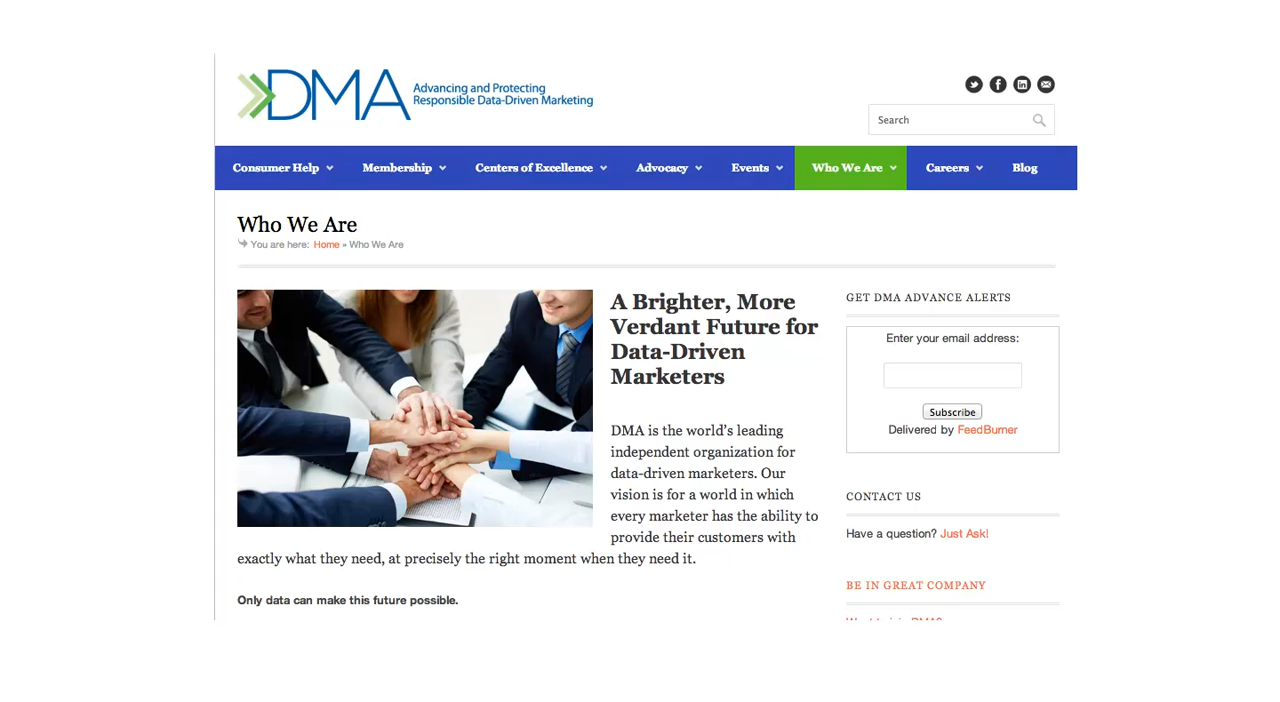 DMA
Advancing and Protecting
Responsible Data-Driven Marketing
Search
Consumer Help
Membership
Centers of Excellence
Advocacy
Events
Who We Are
Careers
Blog
Who We Are
You are here: Home » Who We Are
A Brighter, More
Verdant Future for
Data-Driven
Marketers
DMA is the world's leading
independent organization for
data-driven marketers. Our
vision is for a world in which
every marketer has the ability to
provide their customers with
exactly what they need, at precisely the right moment when they need it.
Only data can make this future possible.
GET DMA ADVANCE ALERTS
Enter your email address:
Subscribe
Delivered by FeedBurner
CONTACT US
Have a question? Just Ask!
BE IN GREAT COMPANY